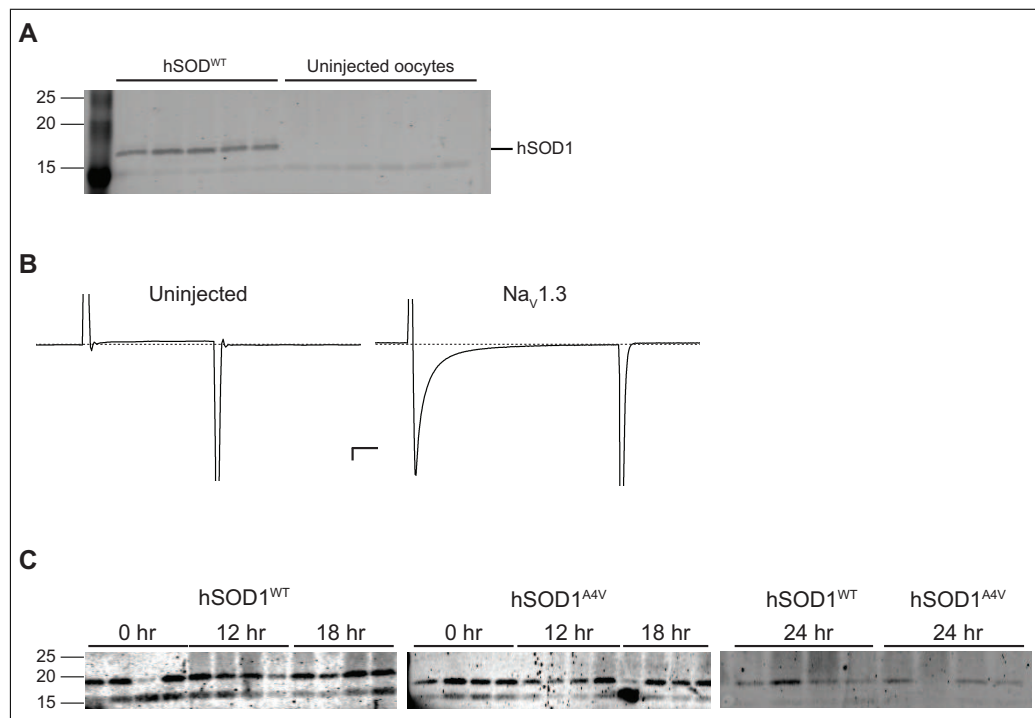 A
hSOD^WT Uninjected oocytes
25
20
15
hSOD1
B
Uninjected Na_V1.3
C
hSOD1^WT hSOD1^A4V hSOD1^WT hSOD1^A4V
0 hr 12 hr 18 hr 0 hr 12 hr 18 hr 24 hr 24 hr
25
20
15